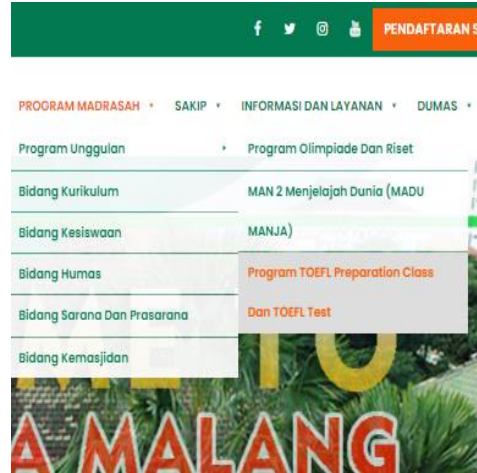 PENDAFTARAN S
PROGRAM MADRASAH SAKIP INFORMASI DAN LAYANAN DUMAS
Program Unggulan
Bidang Kurikulum
Bidang Kesiswaan
Bidang Humas
Bidang Sarana Dan Prasarana
Bidang Kemasjidan
Program Olimpiade Dan Riset
MAN 2 Menjelajah Dunia (MADU
MANJA)
Program TOEFL Preparation Class
Dan TOEFL Test
ME TO
A MALANG